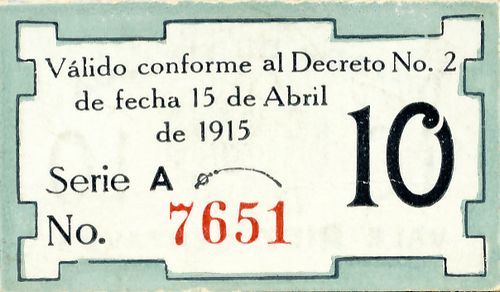 Válido conforme al Decreto No. 2
de fecha 15 de Abril
de 1915
10
Serie A
No. 7651